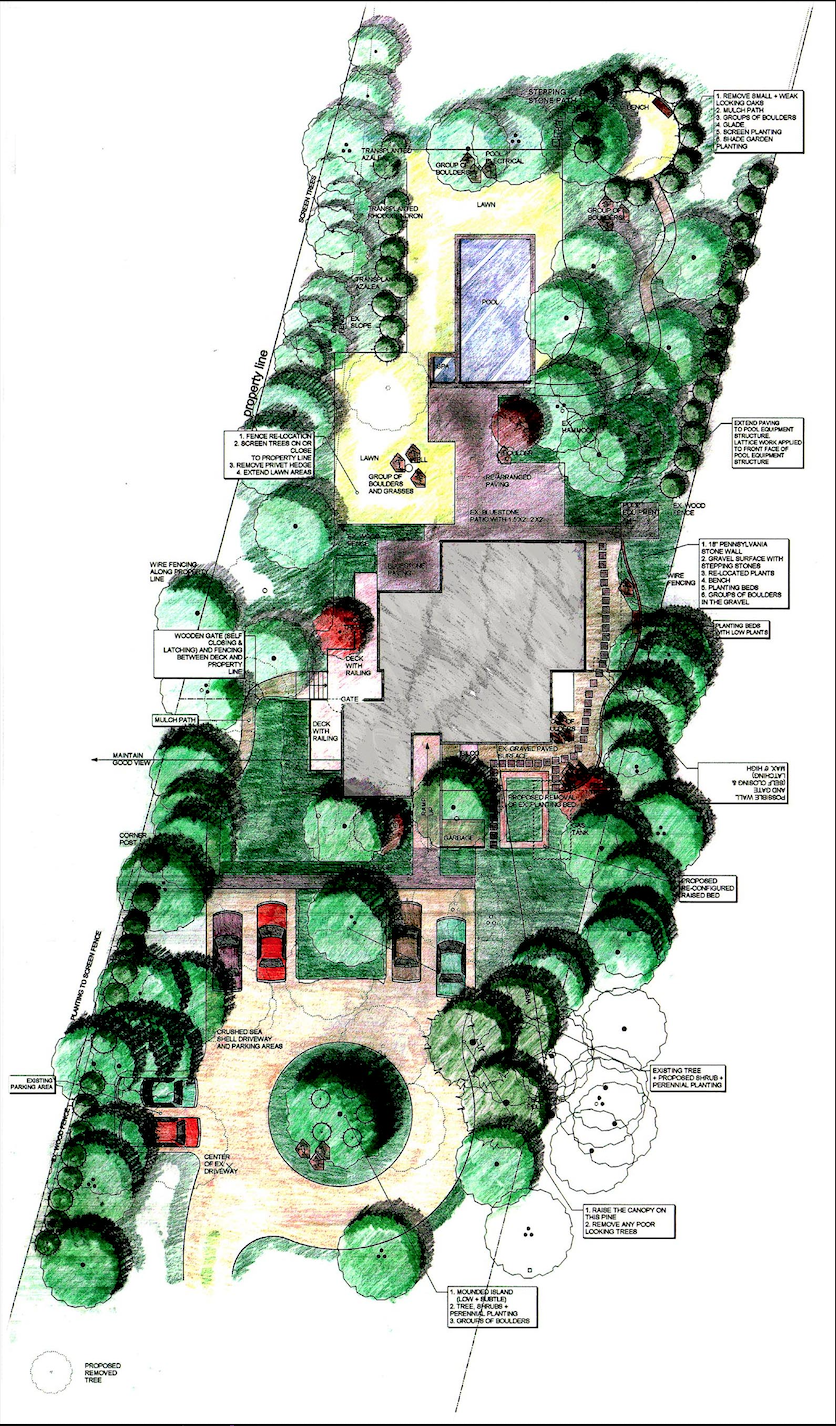 STEPPING
STONE PATH
BENCH
1. REMOVE SMALL + WEAK
LOOKING OAKS
2. MULCH PATH
3. GROUPS OF BOULDERS
4. GLADE
5. SCREEN PLANTING
6. SHADE GARDEN
PLANTING
TRANSPLANTED
AZALEA
GROUP OF
BOULDERS
POOL
ELECTRICAL
SCREEN TREES
LAWN
TRANSPLANTED
RHODODENDRON
GROUP OF
BOULDERS
TRANSPLANTED
AZALEA
POOL
EX.
SLOPE
property line
1. FENCE RE-LOCATION
2. SCREEN TREES ON OR
CLOSE
TO PROPERTY LINE
3. REMOVE PRIVET HEDGE
4. EXTEND LAWN AREAS
EX.
HAMMOCK
EXTEND PAVING
TO POOL EQUIPMENT
STRUCTURE.
LATTICE WORK APPLIED
TO FRONT FACE OF
POOL EQUIPMENT
STRUCTURE
LAWN
WELL
GROUP OF
BOULDERS
AND GRASSES
RE-ARRANGED
PAVING
EX. BLUESTONE
PATIO WITH 1.5'X2', 2'X2'
POOL
EQUIPMENT
EX. WOOD
FENCE
WIRE FENCING
ALONG PROPERTY
LINE
BLUESTONE
PAVING
WIRE
FENCING
1. 18" PENNSYLVANIA
STONE WALL
2. GRAVEL SURFACE WITH
STEPPING STONES
3. RE-LOCATED PLANTS
4. BENCH
5. PLANTING BEDS
6. GROUPS OF BOULDERS
IN THE GRAVEL
WOODEN GATE (SELF
CLOSING &
LATCHING) AND FENCING
BETWEEN DECK AND
PROPERTY
LINE
PLANTING BEDS
WITH LOW PLANTS
DECK
WITH
RAILING
GATE
MULCH PATH
DECK
WITH
RAILING
MAINTAIN
GOOD VIEW
EX. GRAVEL PAVED
SURFACE
POSSIBLE WALL
AND GATE
(SELF CLOSING &
LATCHING)
MAX. 6' HIGH
PROPOSED REMOVAL
OF EX. PLANTING BED
CORNER
POST
GARBAGE
GAS
TANK
PROPOSED
RE-CONFIGURED
RAISED BED
PLANTING TO SCREEN FENCE
CRUSHED SEA
SHELL DRIVEWAY
AND PARKING AREAS
EXISTING
PARKING AREA
EXISTING TREE
+ PROPOSED SHRUB +
PERENNIAL PLANTING
CENTER
OF EX.
DRIVEWAY
1. RAISE THE CANOPY ON
THIS PINE
2. REMOVE ANY POOR
LOOKING TREES
1. MOUNDED ISLAND
(LOW + SUBTLE)
2. TREE, SHRUBS +
PERENNIAL PLANTING
3. GROUPS OF BOULDERS
PROPOSED
REMOVED
TREE